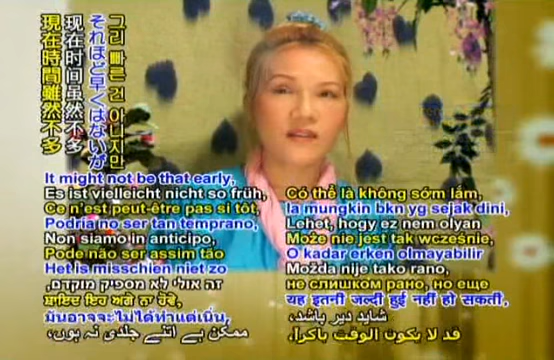 그리 빠른 건 아니지만
それほど早くはないが
现在时间虽然不多
現在時間雖然不多
It might not be that early,
Es ist vielleicht nicht so früh,
Ce n'est peut-être pas si tôt,
Podría no ser tan temprano,
Non siamo in anticipo,
Pode não ser assim tão
Het is misschien niet zo
זה אולי לא מספיק מוקדם,
ਸ਼ਾਇਦ ਇਹ ਅਗੇ ਨਾ ਹੋਵੇ,
มันอาจจะไม่ได้ทำแต่เนิ่น,
ممکن ہے اتنے جلدی نہ ہوں،
Có thể là không sớm lắm,
Ia mungkin bkn yg sejak dini,
Lehet, hogy ez nem olyan
Może nie jest tak wcześnie,
O kadar erken olmayabilir
Možda nije tako rano,
не слишком рано, но еще
यह इतनी जल्दी हुई नहीं हो सकती,
شاید دیر باشد،
قد لا يكون الوقت باكرا،